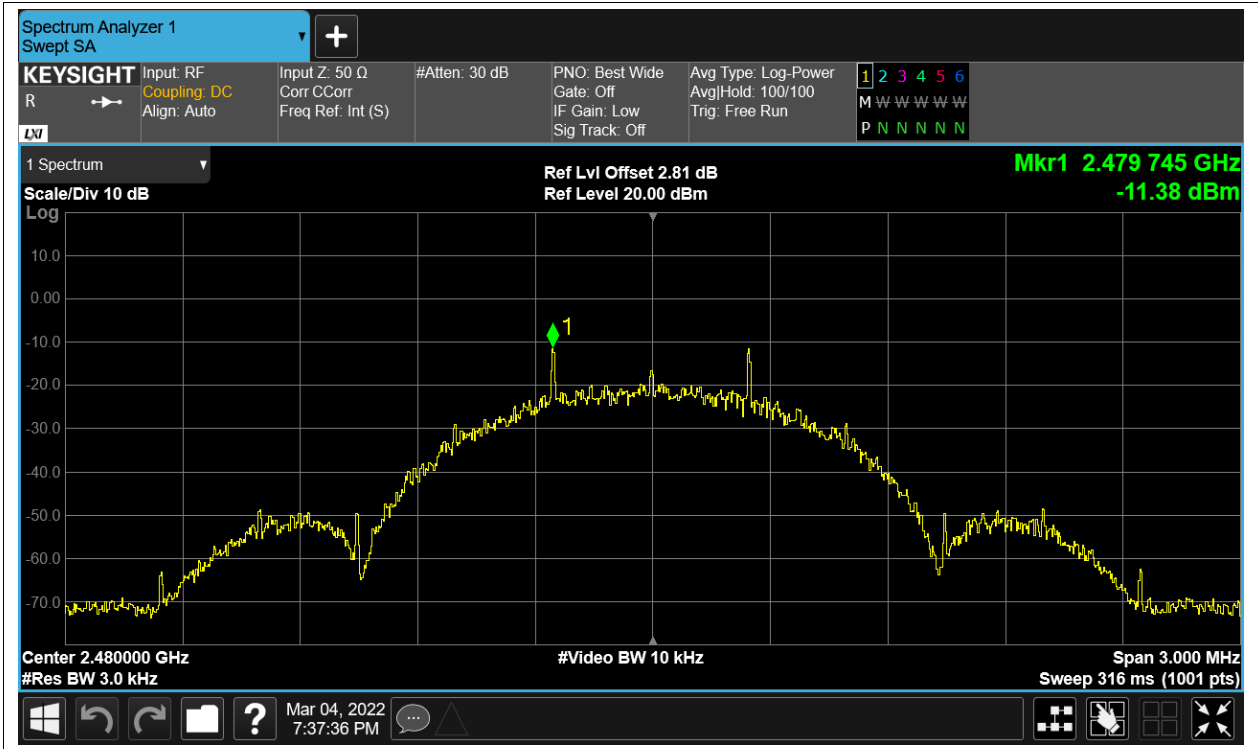 Spectrum Analyzer 1
Swept SA
KEYSIGHT
R
LXI
Input: RF
Coupling: DC
Align: Auto
Input Z: 50 Ω
Corr CCorr
Freq Ref: Int (S)
#Atten: 30 dB
PNO: Best Wide
Gate: Off
IF Gain: Low
Sig Track: Off
Avg Type: Log-Power
Avg|Hold: 100/100
Trig: Free Run
1 2 3 4 5 6
M W W W W W W
P N N N N N N
1 Spectrum
Scale/Div 10 dB
Log
Ref Lvl Offset 2.81 dB
Ref Level 20.00 dBm
Mkr1 2.479 745 GHz
-11.38 dBm
10.0
0.00
1
-10.0
-20.0
-30.0
-40.0
-50.0
-60.0
-70.0
Center 2.480000 GHz
#Video BW 10 kHz
Span 3.000 MHz
#Res BW 3.0 kHz
Sweep 316 ms (1001 pts)
?
Mar 04, 2022
7:37:36 PM